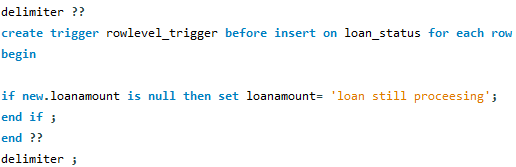 delimiter ??
create trigger rowlevel_trigger before insert on loan_status for each row
begin
if new.loanamount is null then set loanamount= 'loan still proceesing';
end if ;
end ??
delimiter ;